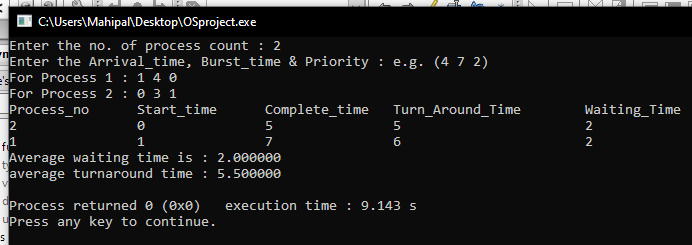 C:\Users\Mahipal\Desktop\OSproject.exe
Enter the no. of process count : 2
Enter the Arrival_time, Burst_time & Priority : e.g. (4 7 2)
For Process 1 : 1 4 0
For Process 2 : 0 3 1
Process_no Start_time Complete_time Turn_Around_Time Waiting_Time
2 0 5 5 2
1 1 7 6 2
Average waiting time is : 2.000000
average turnaround time : 5.500000
Process returned 0 (0x0) execution time : 9.143 s
Press any key to continue.